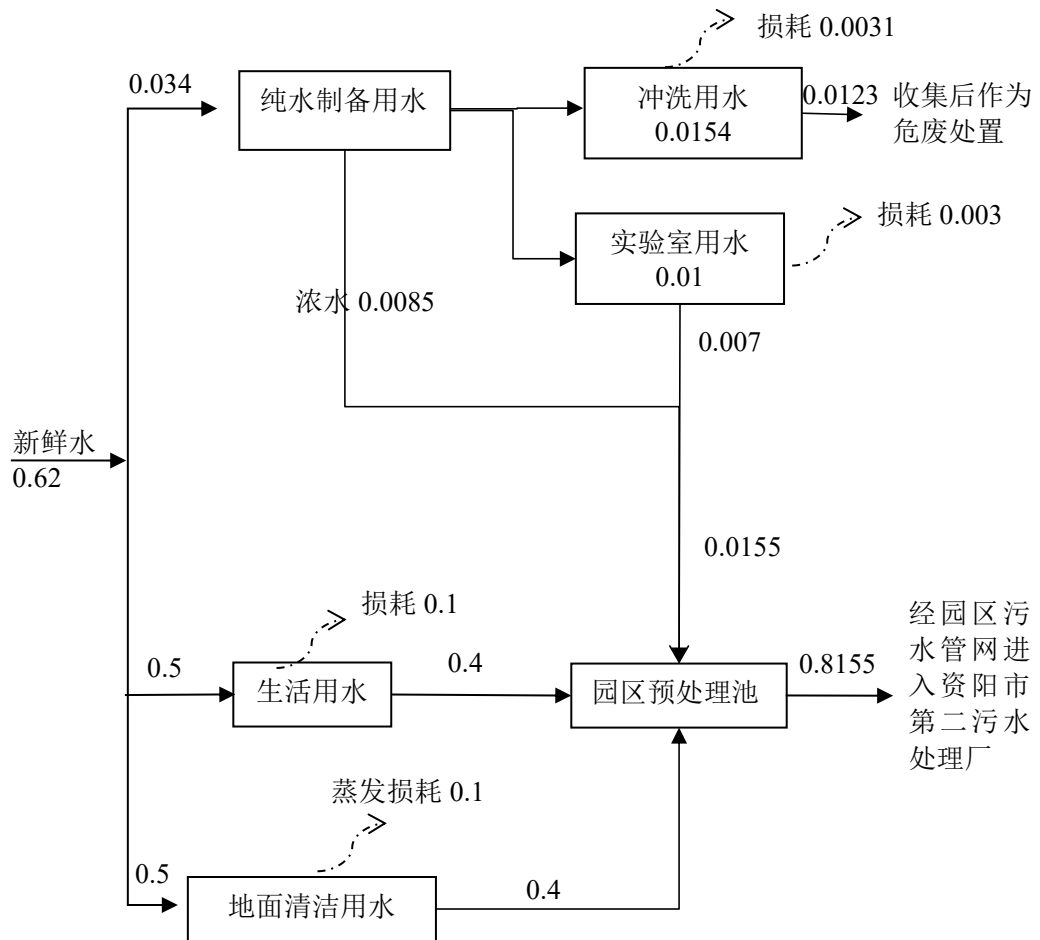 损耗 0.0031
0.034
纯水制备用水
冲洗用水
0.0154
0.0123
收集后作为
危废处置
损耗 0.003
实验室用水
0.01
浓水 0.0085
0.007
新鲜水
0.62
0.0155
损耗 0.1
0.5
生活用水
0.4
园区预处理池
0.8155
经园区污
水管网进
入资阳市
第二污水
处理厂
蒸发损耗 0.1
0.5
地面清洁用水
0.4